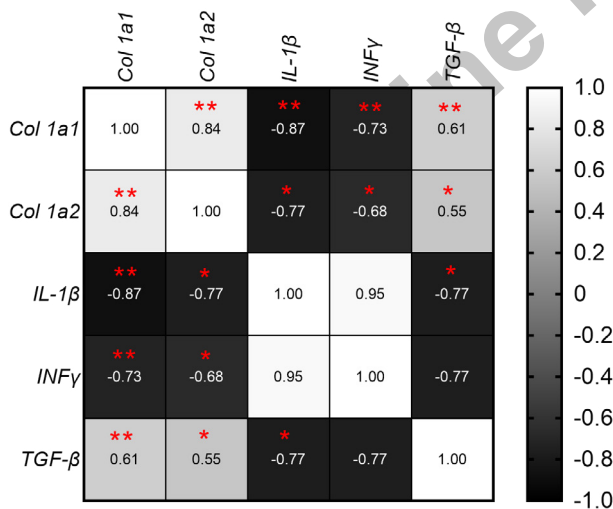 Col 1a1 Col 1a2 IL-1β INFγ TGF-β
Col 1a1 1.00 ** 0.84 ** -0.87 ** -0.73 ** 0.61
Col 1a2 ** 0.84 1.00 * -0.77 * -0.68 * 0.55
IL-1β ** -0.87 * -0.77 1.00 0.95 * -0.77
INFγ ** -0.73 * -0.68 0.95 1.00 -0.77
TGF-β ** 0.61 * 0.55 * -0.77 -0.77 1.00
1.0
0.8
0.6
0.4
0.2
0
-0.2
-0.4
-0.6
-0.8
-1.0